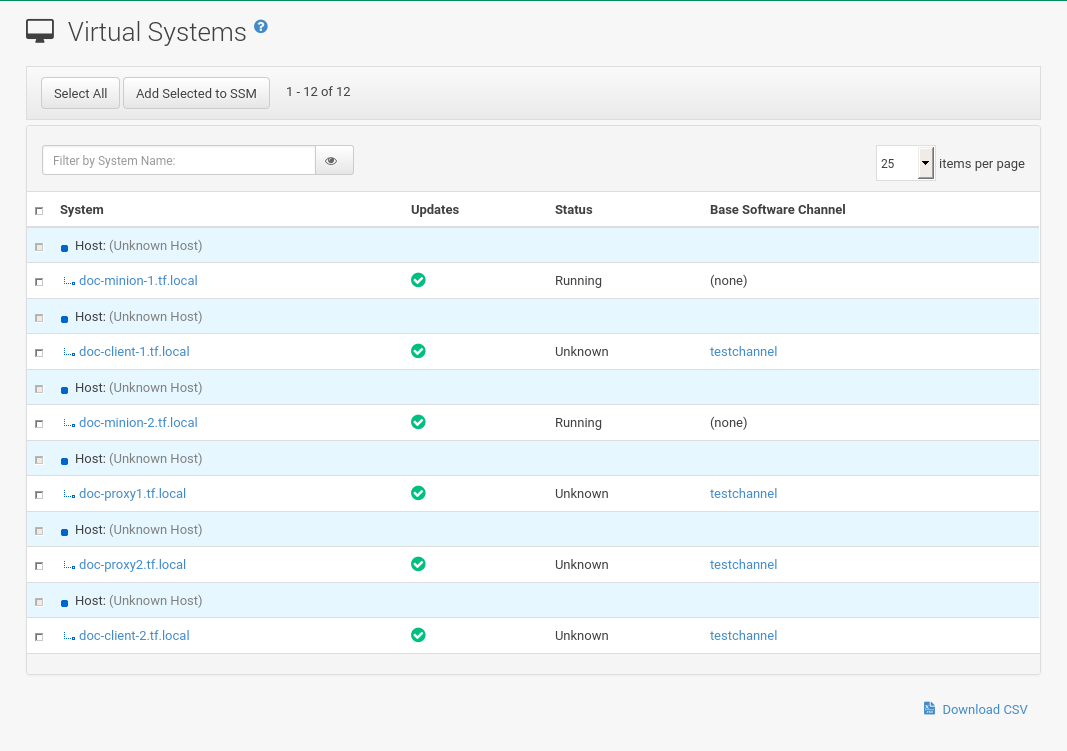 Virtual Systems ?
Select All Add Selected to SSM 1 - 12 of 12
Filter by System Name: 25 items per page
System Updates Status Base Software Channel
Host: (Unknown Host)
doc-minion-1.tf.local Running (none)
Host: (Unknown Host)
doc-client-1.tf.local Unknown testchannel
Host: (Unknown Host)
doc-minion-2.tf.local Running (none)
Host: (Unknown Host)
doc-proxy1.tf.local Unknown testchannel
Host: (Unknown Host)
doc-proxy2.tf.local Unknown testchannel
Host: (Unknown Host)
doc-client-2.tf.local Unknown testchannel
Download CSV